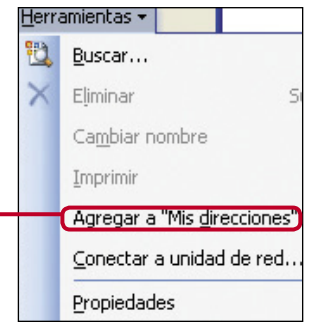 Herramientas
Buscar...
Eliminar
Cambiar nombre
Imprimir
Agregar a "Mis direcciones"
Conectar a unidad de red...
Propiedades